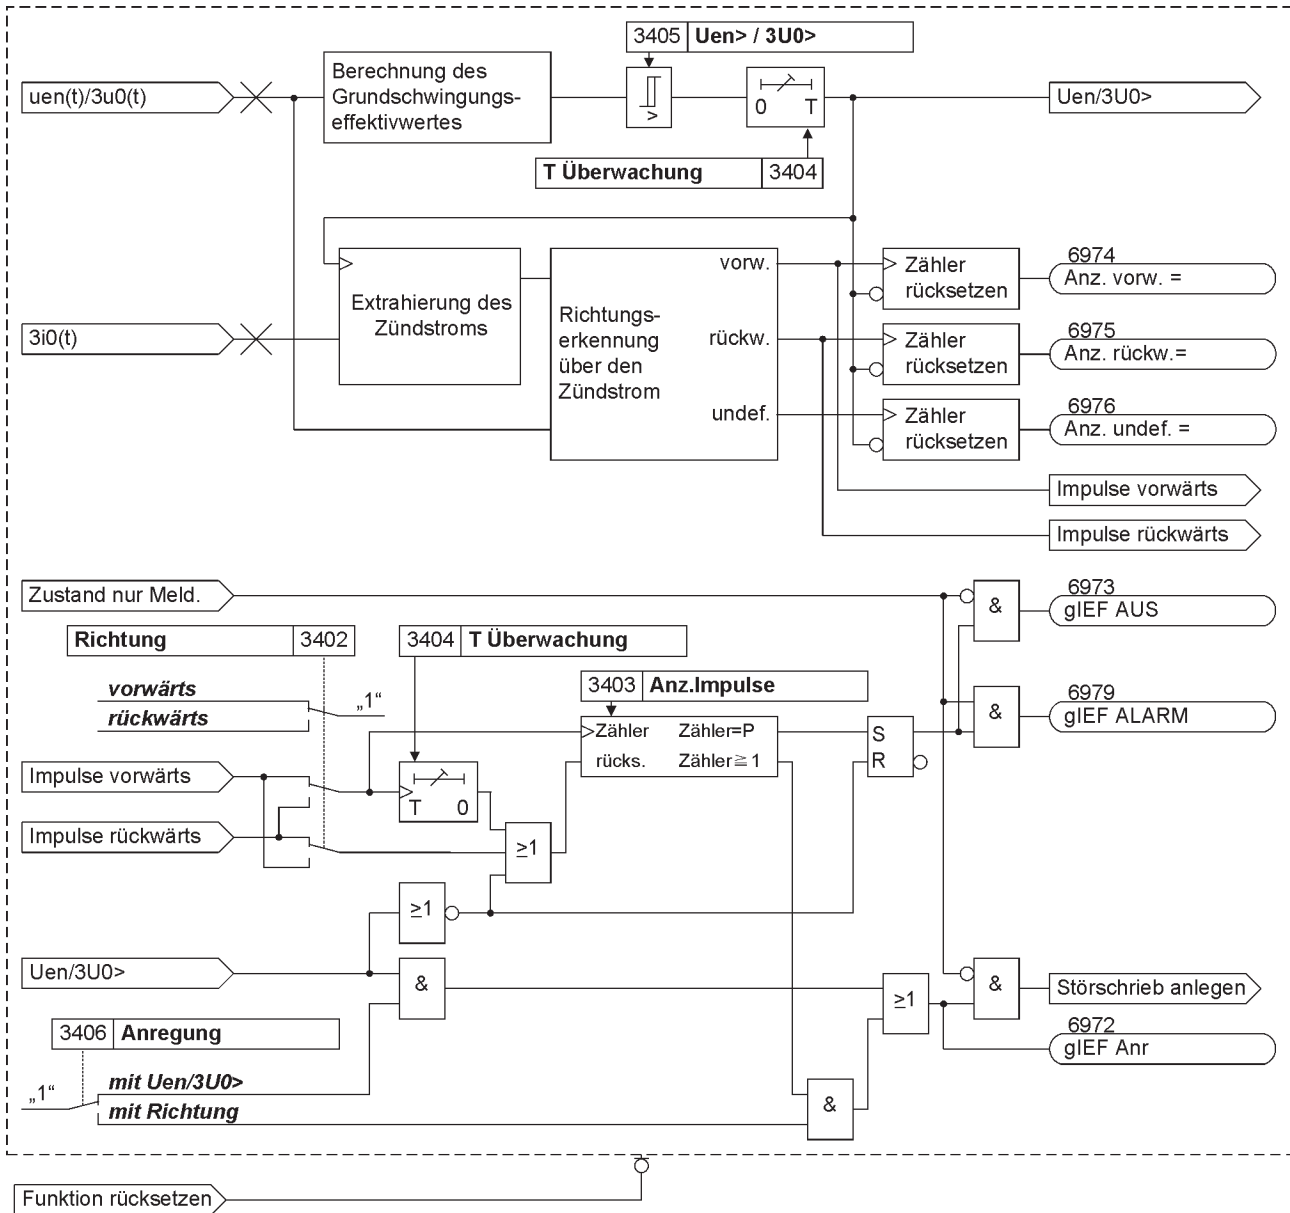 3405 Uen> / 3U0>
uen(t)/3u0(t)
Berechnung des
Grundschwingungs-
effektivwertes
>
0 T
Uen/3U0>
T Überwachung 3404
3i0(t)
Extrahierung des
Zündstroms
Richtungs-
erkennung
über den
Zündstrom
vorw.
rückw.
undef.
Zähler
rücksetzen
6974
Anz. vorw. =
Zähler
rücksetzen
6975
Anz. rückw.=
Zähler
rücksetzen
6976
Anz. undef. =
Impulse vorwärts
Impulse rückwärts
Zustand nur Meld.
&
6973
gIEF AUS
Richtung 3402
3404 T Überwachung
vorwärts
rückwärts
„1“
3403 Anz.Impulse
&
6979
gIEF ALARM
Zähler Zähler=P
rücks. Zähler≧1
S
R
Impulse vorwärts
T 0
Impulse rückwärts
≥1
≥1
Uen/3U0>
&
≥1
&
Störschrieb anlegen
6972
gIEF Anr
3406 Anregung
„1“
mit Uen/3U0>
mit Richtung
&
Funktion rücksetzen